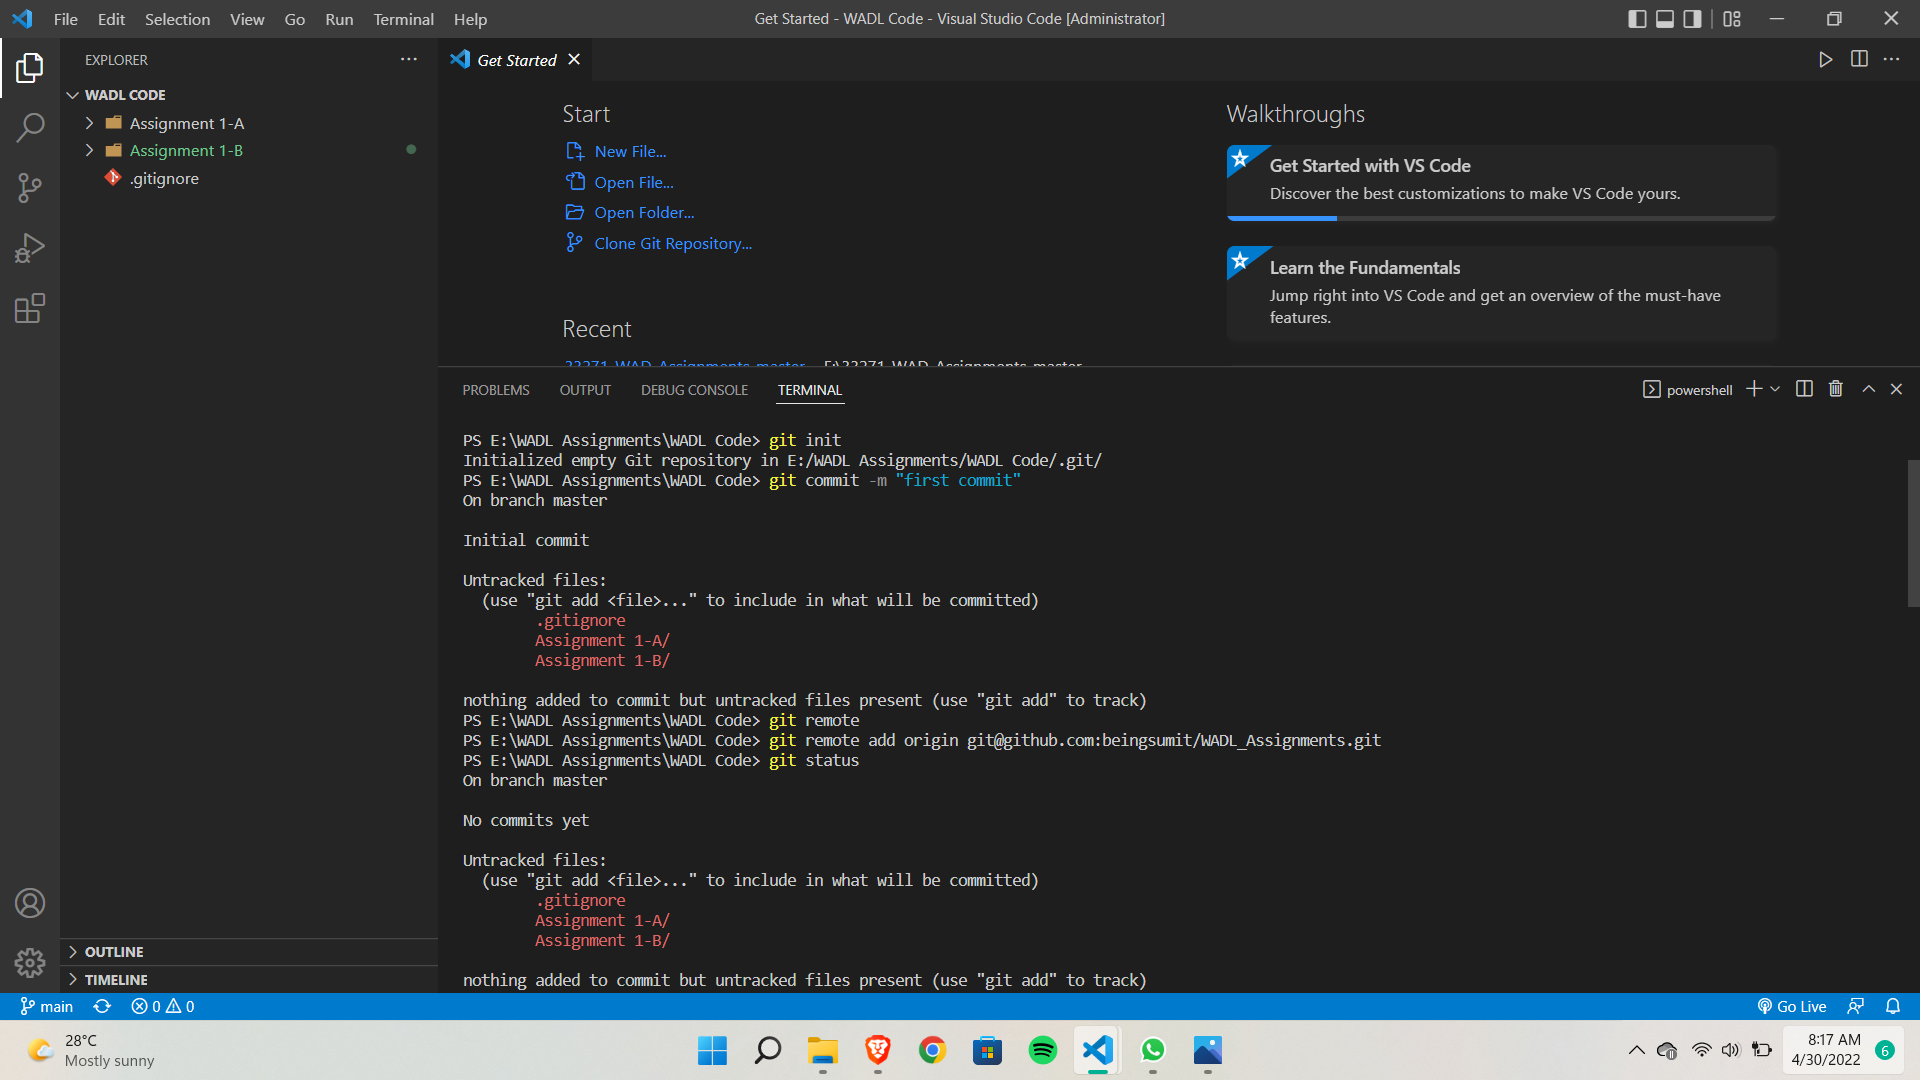 File Edit Selection View Go Run Terminal Help
Get Started - WADL Code - Visual Studio Code [Administrator]
EXPLORER
WADL CODE
Assignment 1-A
Assignment 1-B
.gitignore
OUTLINE
TIMELINE
Get Started
Start
New File...
Open File...
Open Folder...
Clone Git Repository...
Recent
33271-WAD-Assignments-master E:\33271-WAD-Assignments-master
Walkthroughs
Get Started with VS Code
Discover the best customizations to make VS Code yours.
Learn the Fundamentals
Jump right into VS Code and get an overview of the must-have
features.
PROBLEMS OUTPUT DEBUG CONSOLE TERMINAL
powershell
PS E:\WADL Assignments\WADL Code> git init
Initialized empty Git repository in E:/WADL Assignments/WADL Code/.git/
PS E:\WADL Assignments\WADL Code> git commit -m "first commit"
On branch master
Initial commit
Untracked files:
(use "git add <file>..." to include in what will be committed)
.gitignore
Assignment 1-A/
Assignment 1-B/
nothing added to commit but untracked files present (use "git add" to track)
PS E:\WADL Assignments\WADL Code> git remote
PS E:\WADL Assignments\WADL Code> git remote add origin git@github.com:beingsumit/WADL_Assignments.git
PS E:\WADL Assignments\WADL Code> git status
On branch master
No commits yet
Untracked files:
(use "git add <file>..." to include in what will be committed)
.gitignore
Assignment 1-A/
Assignment 1-B/
nothing added to commit but untracked files present (use "git add" to track)
main 0 0
Go Live
28°C
Mostly sunny
8:17 AM
4/30/2022
6